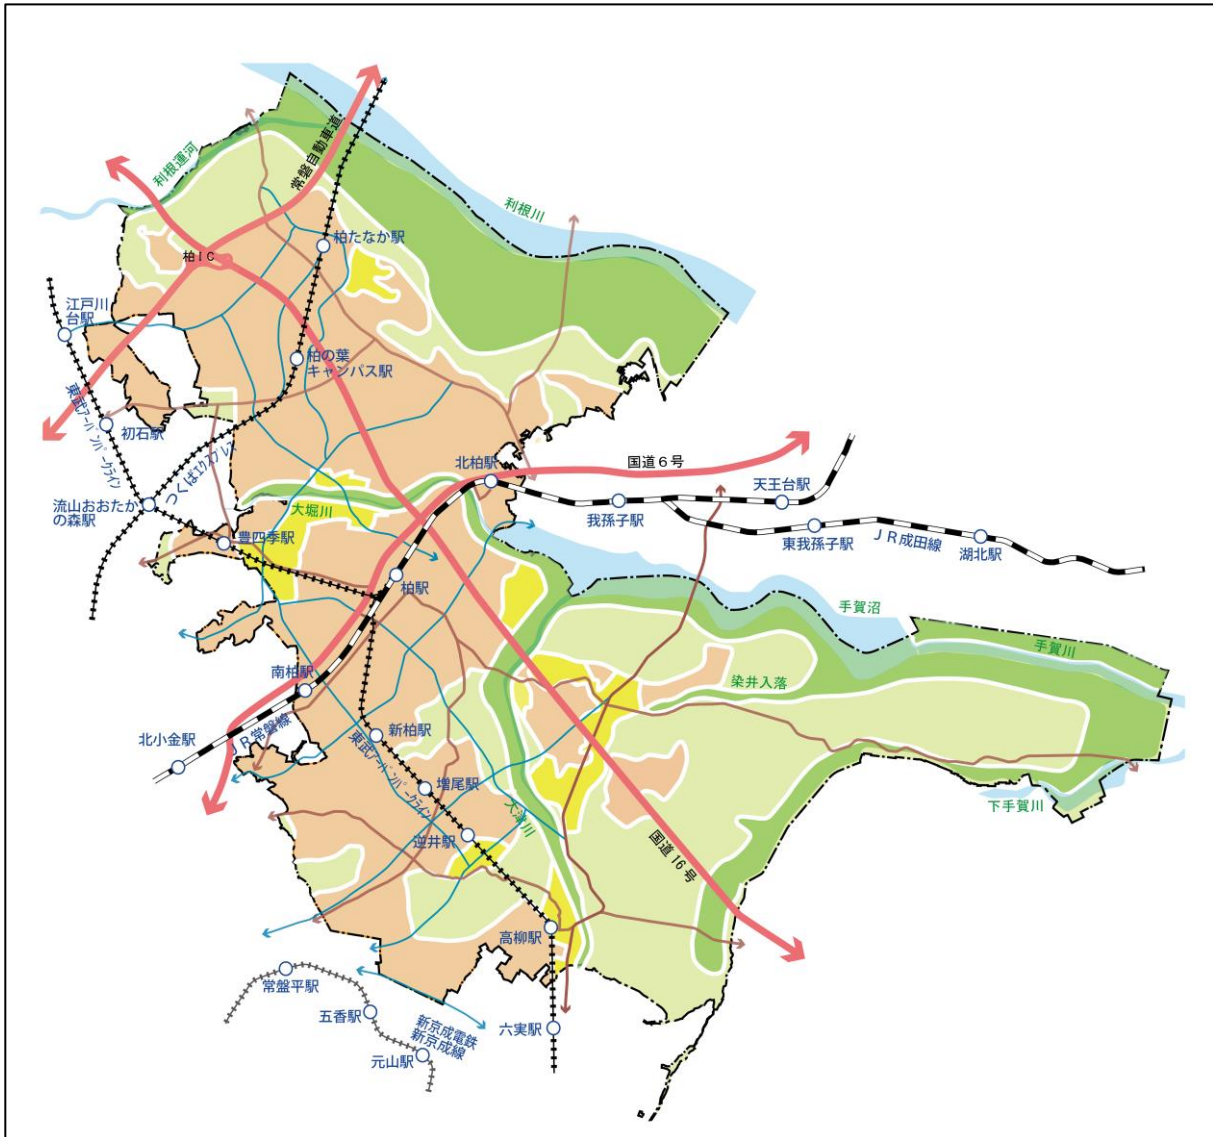 常磐自動車道
利根運河
利根川
柏たなか駅
柏IC
江戸川
台駅
柏の葉
キャンパス駅
東武アーバンパークライン
初石駅
つくばエクスプレス
北柏駅
国道6号
天王台駅
流山おおたか
の森駅
大堀川
我孫子駅
豊四季駅
東我孫子駅
JR成田線
湖北駅
柏駅
手賀沼
手賀川
南柏駅
染井入落
北小金駅
JR常磐線
新柏駅
東武アーバンパークライン
増尾駅
大津川
下手賀川
逆井駅
国道16号
高柳駅
常盤平駅
五香駅
新京成電鉄
新京成線
六実駅
元山駅